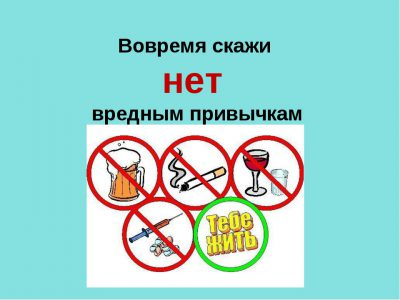 Вовремя скажи
нет
вредным привычкам
Тебе
жить